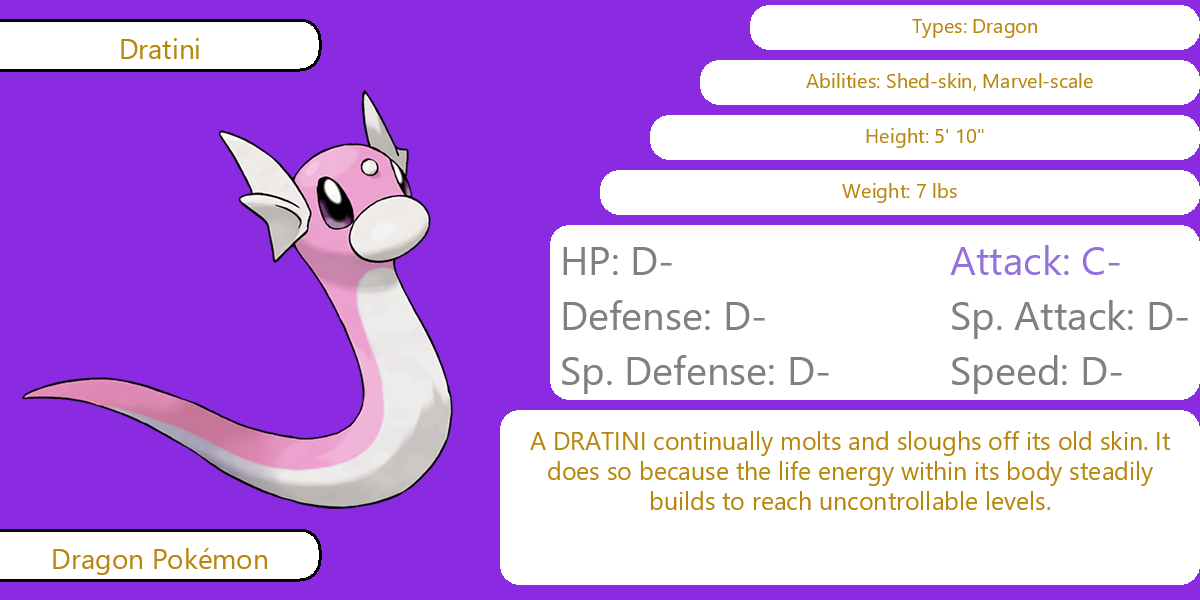 Dratini
Types: Dragon
Abilities: Shed-skin, Marvel-scale
Height: 5' 10"
Weight: 7 lbs
HP: D-
Attack: C-
Defense: D-
Sp. Attack: D-
Sp. Defense: D-
Speed: D-
A DRATINI continually molts and sloughs off its old skin. It
does so because the life energy within its body steadily
builds to reach uncontrollable levels.
Dragon Pokémon